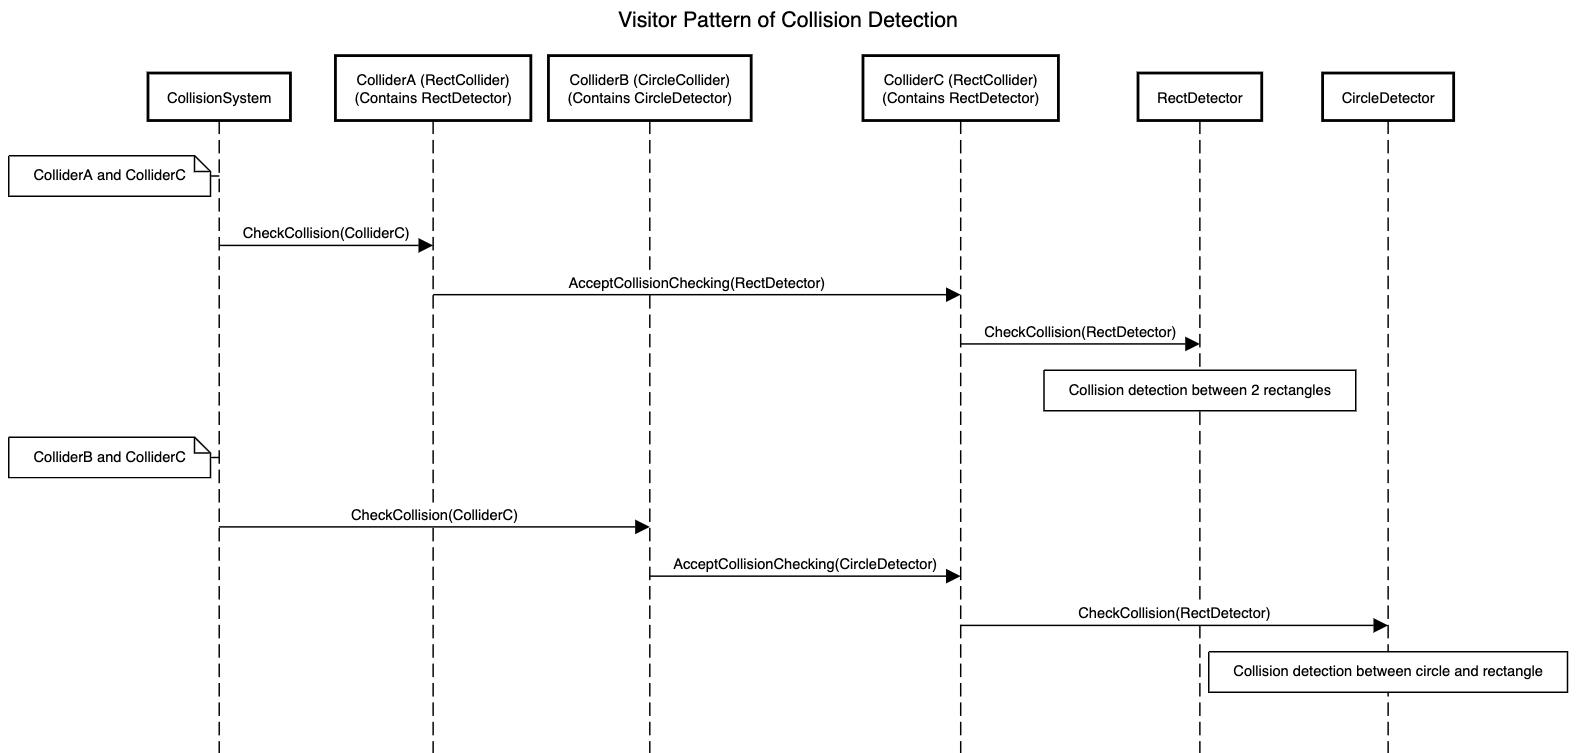 Visitor Pattern of Collision Detection
CollisionSystem
ColliderA (RectCollider)
(Contains RectDetector)
ColliderB (CircleCollider)
(Contains CircleDetector)
ColliderC (RectCollider)
(Contains RectDetector)
RectDetector
CircleDetector
ColliderA and ColliderC
CheckCollision(ColliderC)
AcceptCollisionChecking(RectDetector)
CheckCollision(RectDetector)
Collision detection between 2 rectangles
ColliderB and ColliderC
CheckCollision(ColliderC)
AcceptCollisionChecking(CircleDetector)
CheckCollision(RectDetector)
Collision detection between circle and rectangle